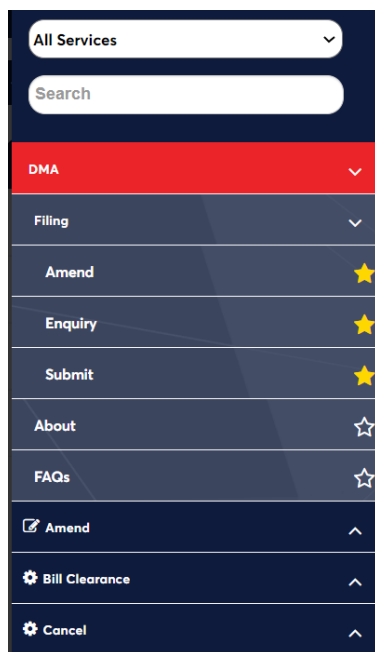 All Services
Search
DMA
Filing
Amend
Enquiry
Submit
About
FAQs
Amend
Bill Clearance
Cancel